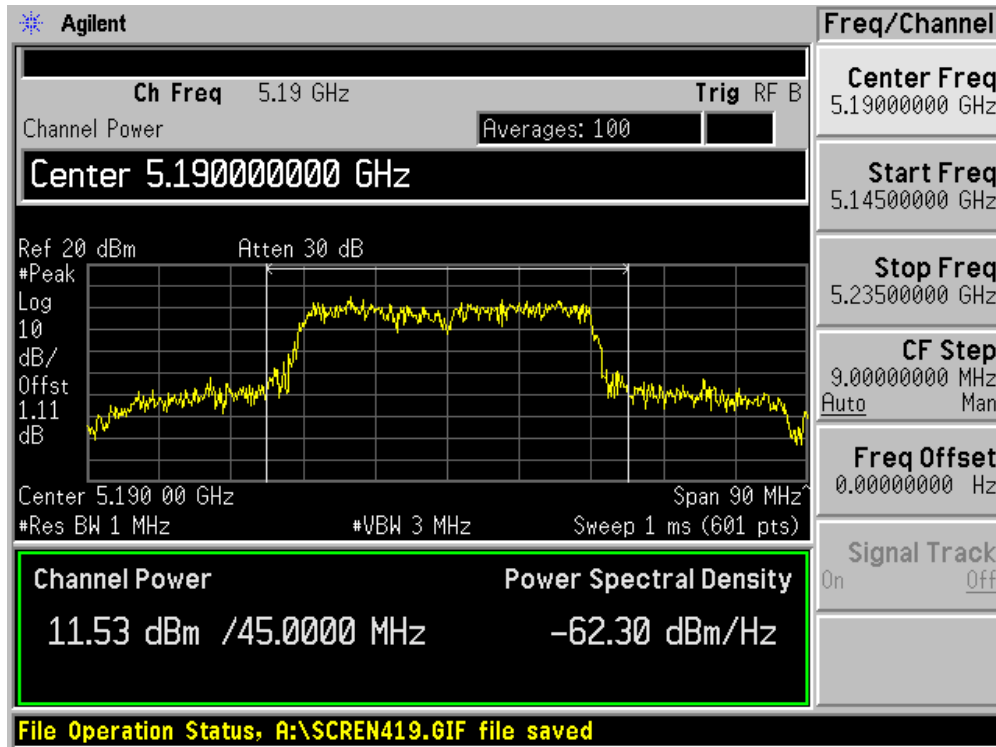 Agilent
Freq/Channel
Ch Freq 5.19 GHz Trig RF B
Channel Power Averages: 100
Center 5.190000000 GHz
Ref 20 dBm Atten 30 dB
#Peak
Log
10
dB/
Offst
1.11
dB
Center 5.190 00 GHz Span 90 MHz^
#Res BW 1 MHz #VBW 3 MHz Sweep 1 ms (601 pts)
Channel Power Power Spectral Density
11.53 dBm /45.0000 MHz -62.30 dBm/Hz
File Operation Status, A:\SCREN419.GIF file saved
Center Freq
5.19000000 GHz
Start Freq
5.14500000 GHz
Stop Freq
5.23500000 GHz
CF Step
9.00000000 MHz
Auto Man
Freq Offset
0.00000000 Hz
Signal Track
On Off